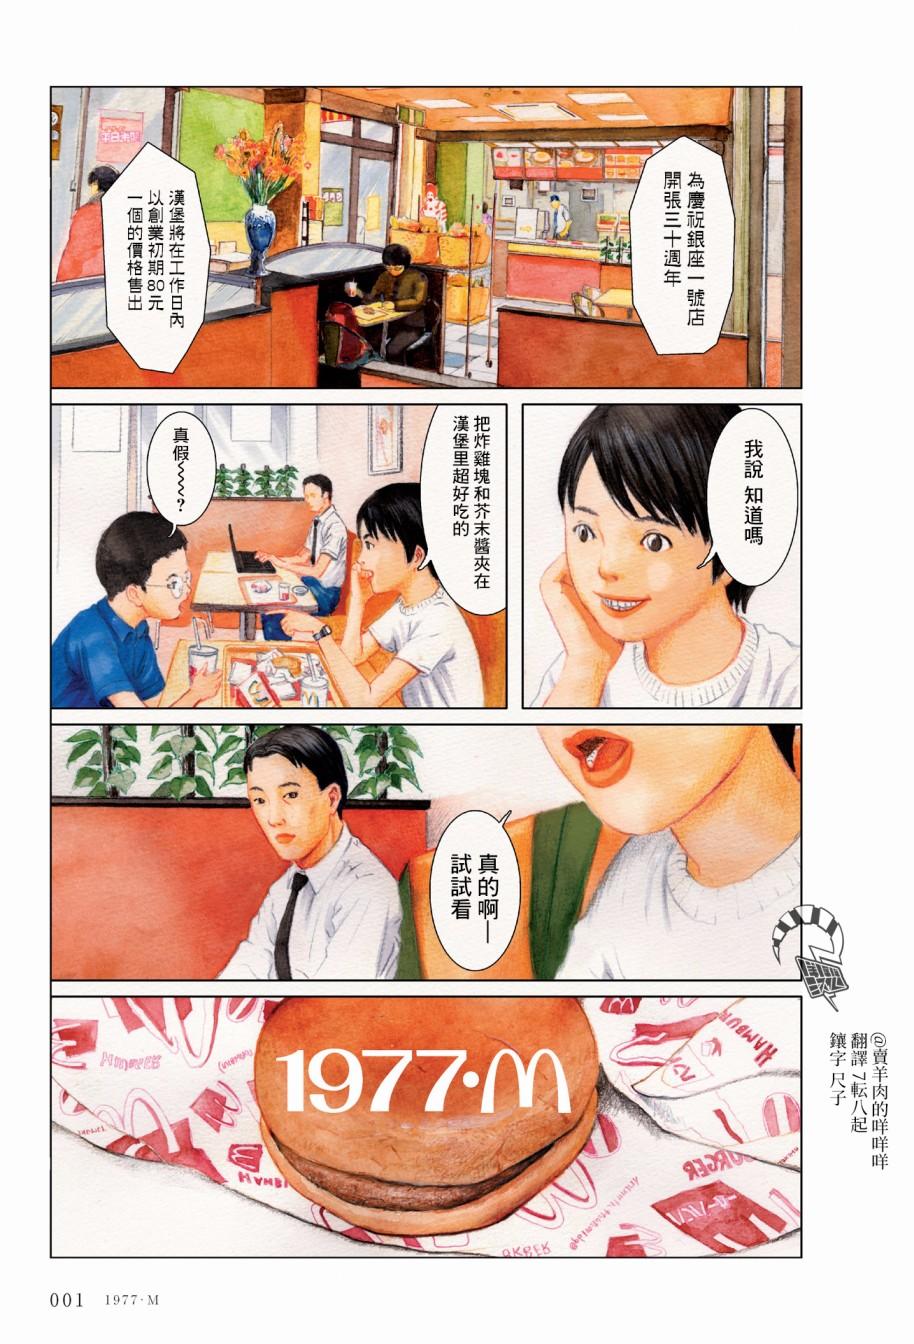 為慶祝銀座一號店
開張三十週年
漢堡將在工作日內
以創業初期80元
一個的價格售出
我說 知道嗎
把炸雞塊和芥末醬夾在
漢堡里超好吃的
真假~~~?
真的啊—
試試看
1977·M
HAMBUR
@賣羊肉的咩咩咩
翻譯 7転八起
鑲字 尺子
001 1977·M